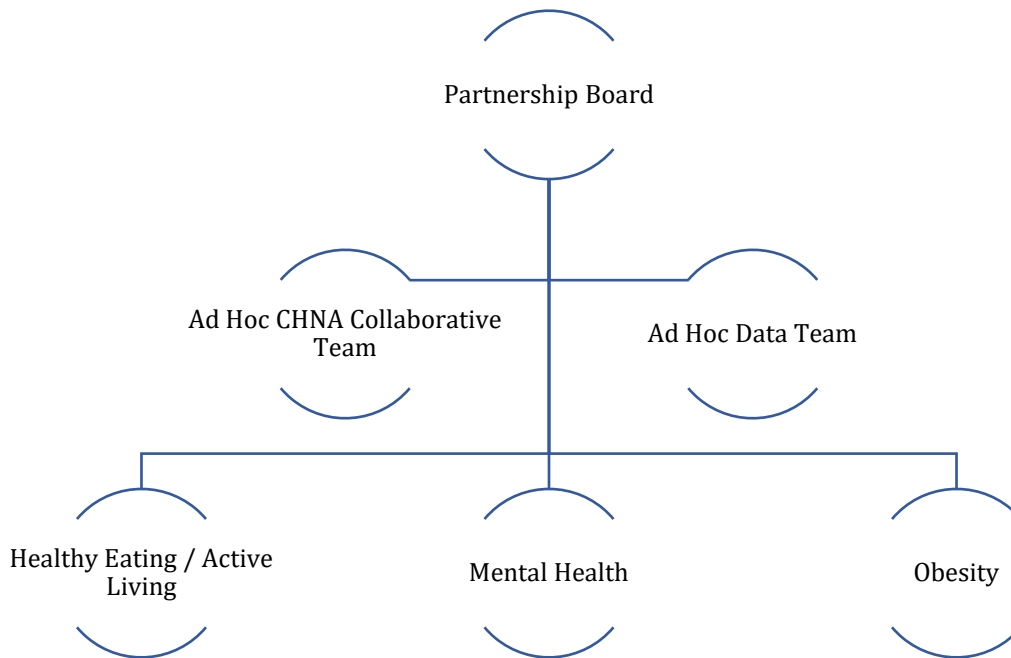 Partnership Board
Ad Hoc CHNA Collaborative
Team
Ad Hoc Data Team
Healthy Eating / Active
Living
Mental Health
Obesity